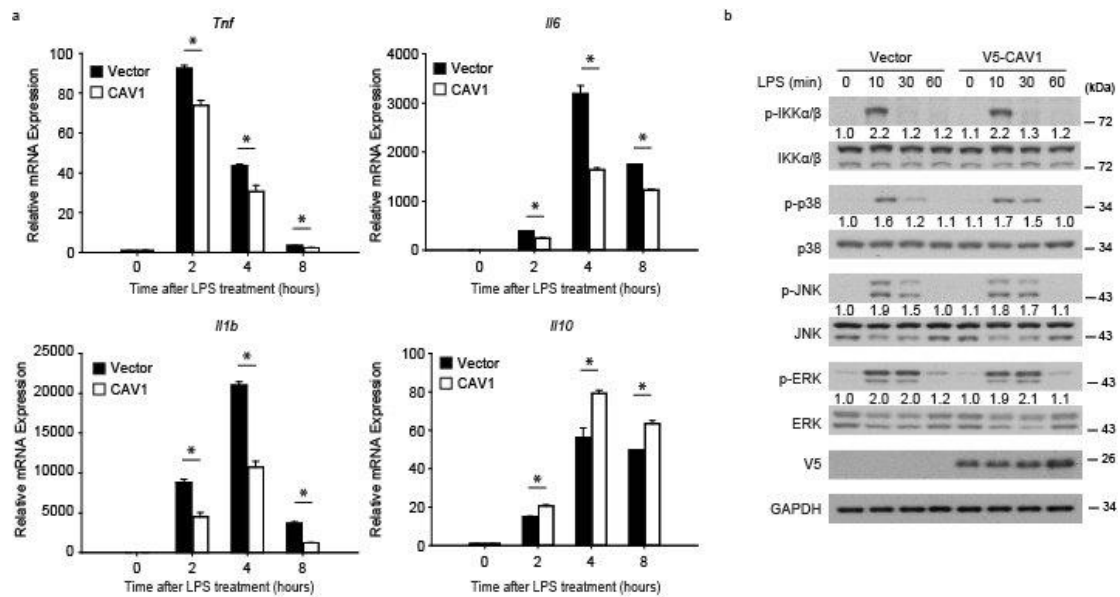 a
Tnf
Relative mRNA Expression
100
80
60
40
20
0
Vector
CAV1
*
*
*
0 2 4 8
Time after LPS treatment (hours)
Il6
Relative mRNA Expression
4000
3000
2000
1000
0
Vector
CAV1
*
*
*
0 2 4 8
Time after LPS treatment (hours)
Il1b
Relative mRNA Expression
25000
20000
15000
10000
5000
0
Vector
CAV1
*
*
*
0 2 4 8
Time after LPS treatment (hours)
Il10
Relative mRNA Expression
100
80
60
40
20
0
Vector
CAV1
*
*
*
0 2 4 8
Time after LPS treatment (hours)
b
Vector V5-CAV1
LPS (min) 0 10 30 60 0 10 30 60 (kDa)
p-IKKα/β 72
1.0 2.2 1.2 1.2 1.1 2.2 1.3 1.2
IKKα/β 72
p-p38 34
1.0 1.6 1.2 1.1 1.1 1.7 1.5 1.0
p38 34
p-JNK 43
1.0 1.9 1.5 1.0 1.1 1.8 1.7 1.1
JNK 43
p-ERK 43
1.0 2.0 2.0 1.2 1.0 1.9 2.1 1.1
ERK 43
V5 26
GAPDH 34